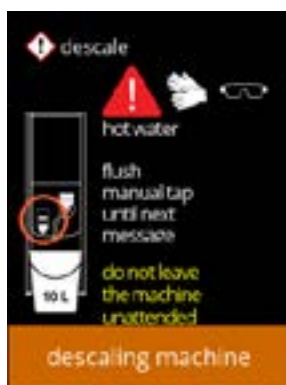 descale
hot water
flush
manual tap
until next
message
do not leave
the machine
unattended
10 L
descaling machine